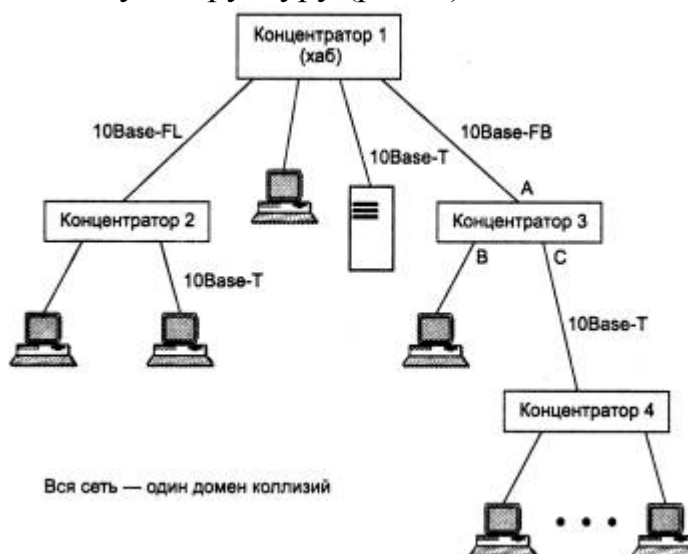 Концентратор 1
(хаб)
10Base-FL
10Base-T
10Base-FB
A
Концентратор 2
Концентратор 3
B
C
10Base-T
10Base-T
Концентратор 4
Вся сеть — один домен коллизий